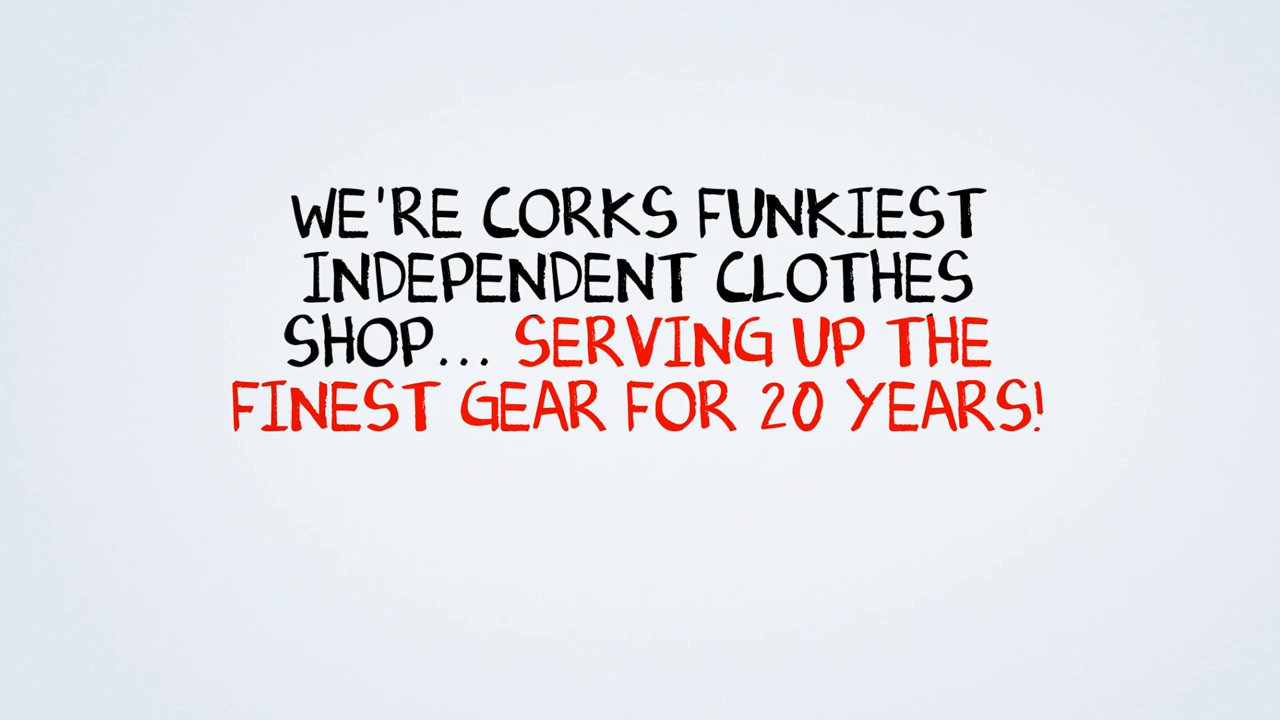 WE'RE CORKS FUNKIEST
INDEPENDENT CLOTHES
SHOP... SERVING UP THE
FINEST GEAR FOR 20 YEARS!